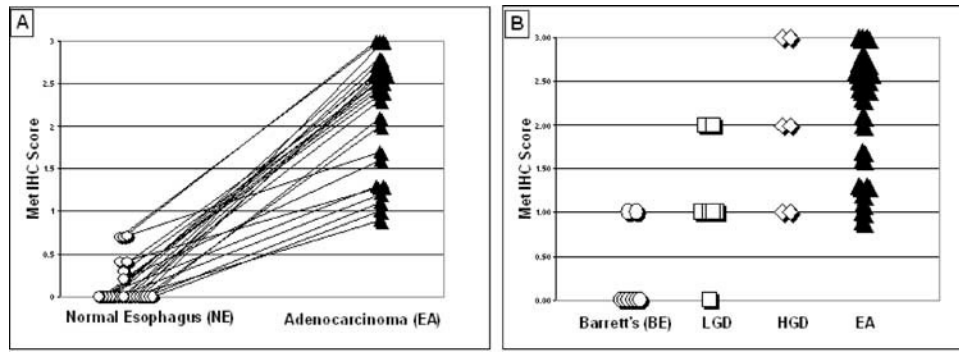 A
Met IHC Score
3
2.5
2
1.5
1
0.5
0
Normal Esophagus (NE)
Adenocarcinoma (EA)
B
Met IHC Score
3.00
2.50
2.00
1.50
1.00
0.50
0.00
Barrett's (BE)
LGD
HGD
EA